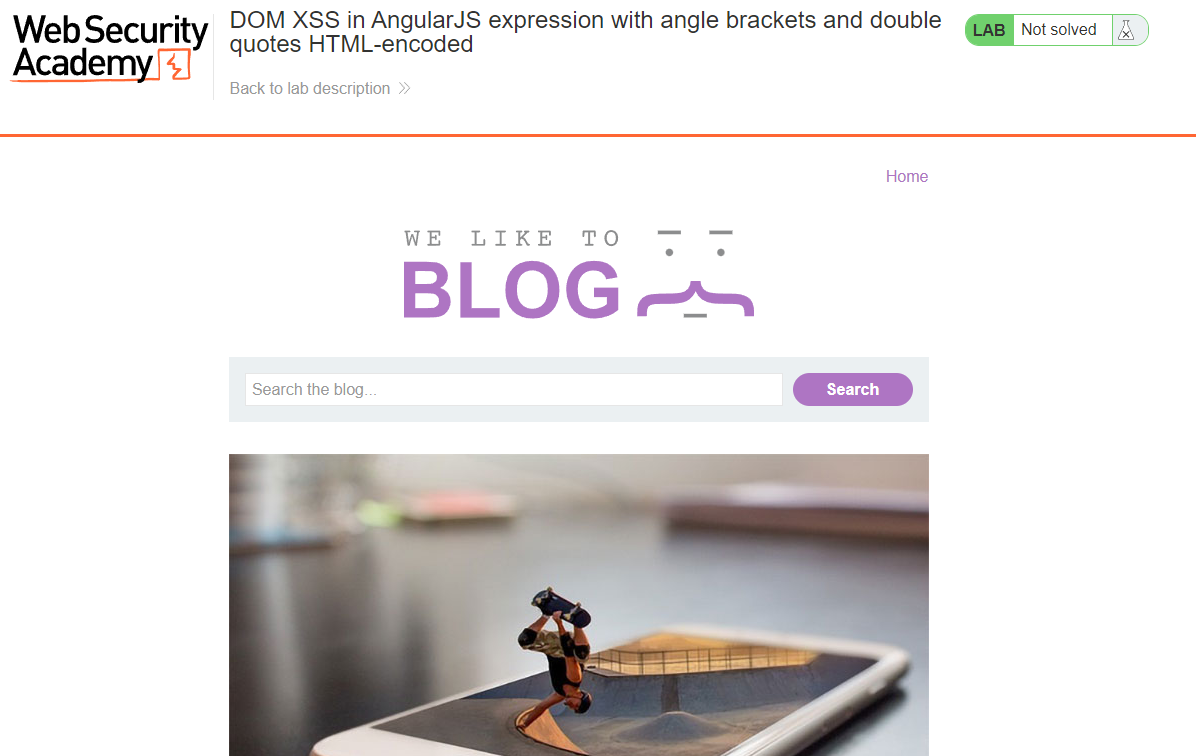 Web Security
Academy
DOM XSS in AngularJS expression with angle brackets and double
quotes HTML-encoded
LAB Not solved
Back to lab description
Home
WE LIKE TO
BLOG
Search the blog...
Search